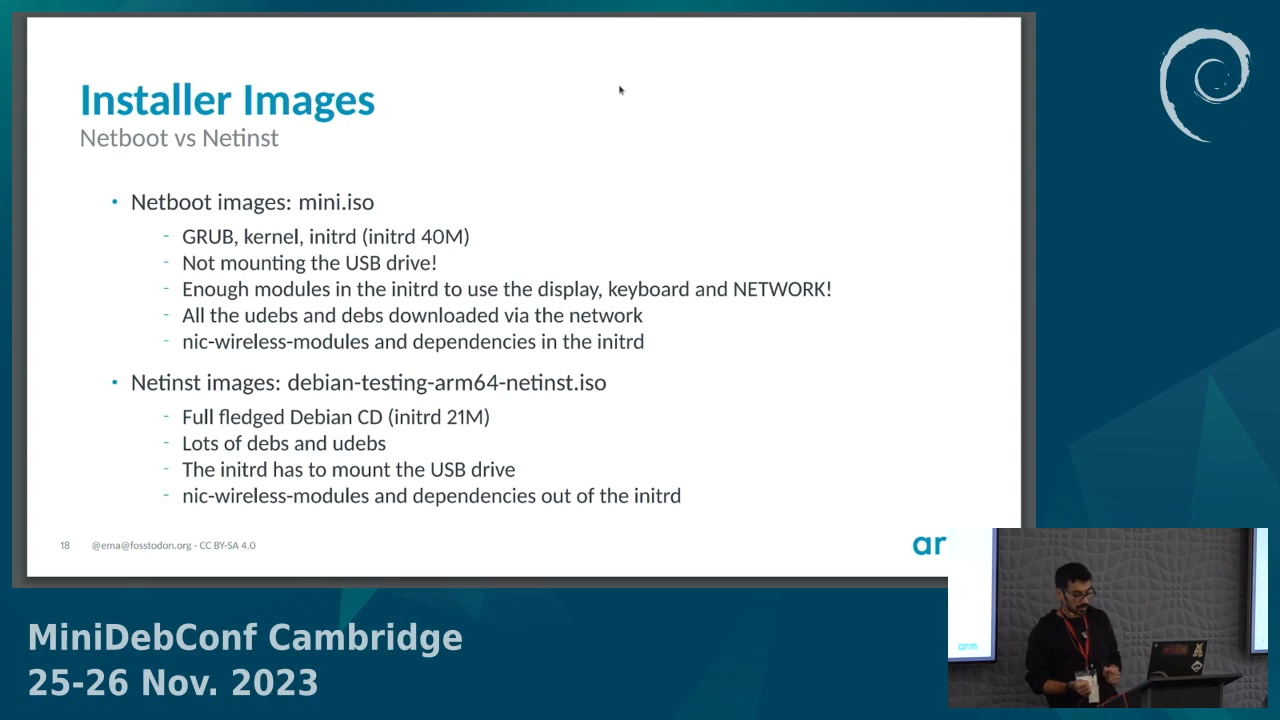 Installer Images
Netboot vs Netinst
• Netboot images: mini.iso
- GRUB, kernel, initrd (initrd 40M)
- Not mounting the USB drive!
- Enough modules in the initrd to use the display, keyboard and NETWORK!
- All the udebs and debs downloaded via the network
- nic-wireless-modules and dependencies in the initrd
• Netinst images: debian-testing-arm64-netinst.iso
- Full fledged Debian CD (initrd 21M)
- Lots of debs and udebs
- The initrd has to mount the USB drive
- nic-wireless-modules and dependencies out of the initrd
18 @ema@fosstodon.org - CC BY-SA 4.0
ar
arm
MiniDebConf Cambridge
25-26 Nov. 2023